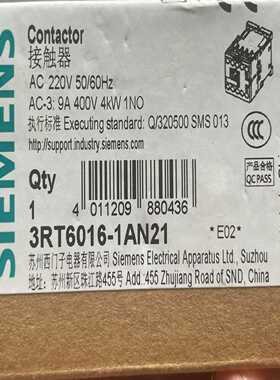 SIEMENS
Contactor
接触器
AC 220V 50/60Hz
AC-3: 9A 400V 4kW 1NO
执行标准 Executing standard: Q/320500 SMS 013
http://support.industry.siemens.com
CCC
产品合格
QC PASS
Qty
1
4 011209 880436
3RT6016-1AN21
*E02*
苏州西门子电器有限公司 Siemens Electrical Apparatus Ltd., Suzhou
地址: 苏州新区珠江路455号 Add:455 Zhujiang Road of SND, China